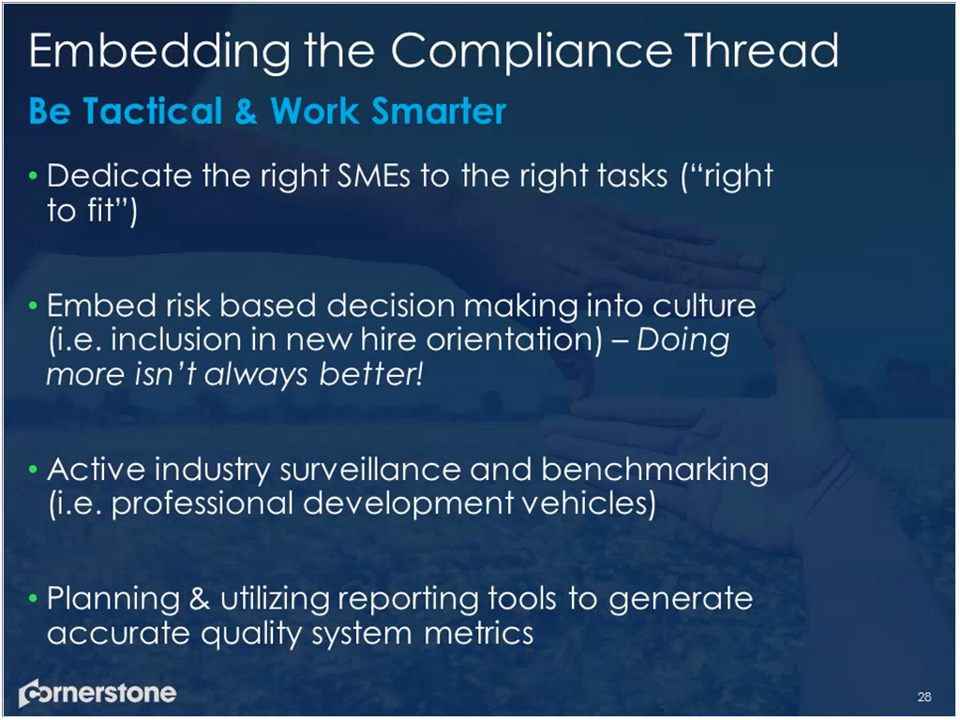 Embedding the Compliance Thread
Be Tactical & Work Smarter
• Dedicate the right SMEs to the right tasks (“right
to fit”)
• Embed risk based decision making into culture
(i.e. inclusion in new hire orientation) – Doing
more isn’t always better!
• Active industry surveillance and benchmarking
(i.e. professional development vehicles)
• Planning & utilizing reporting tools to generate
accurate quality system metrics
cornerstone
28